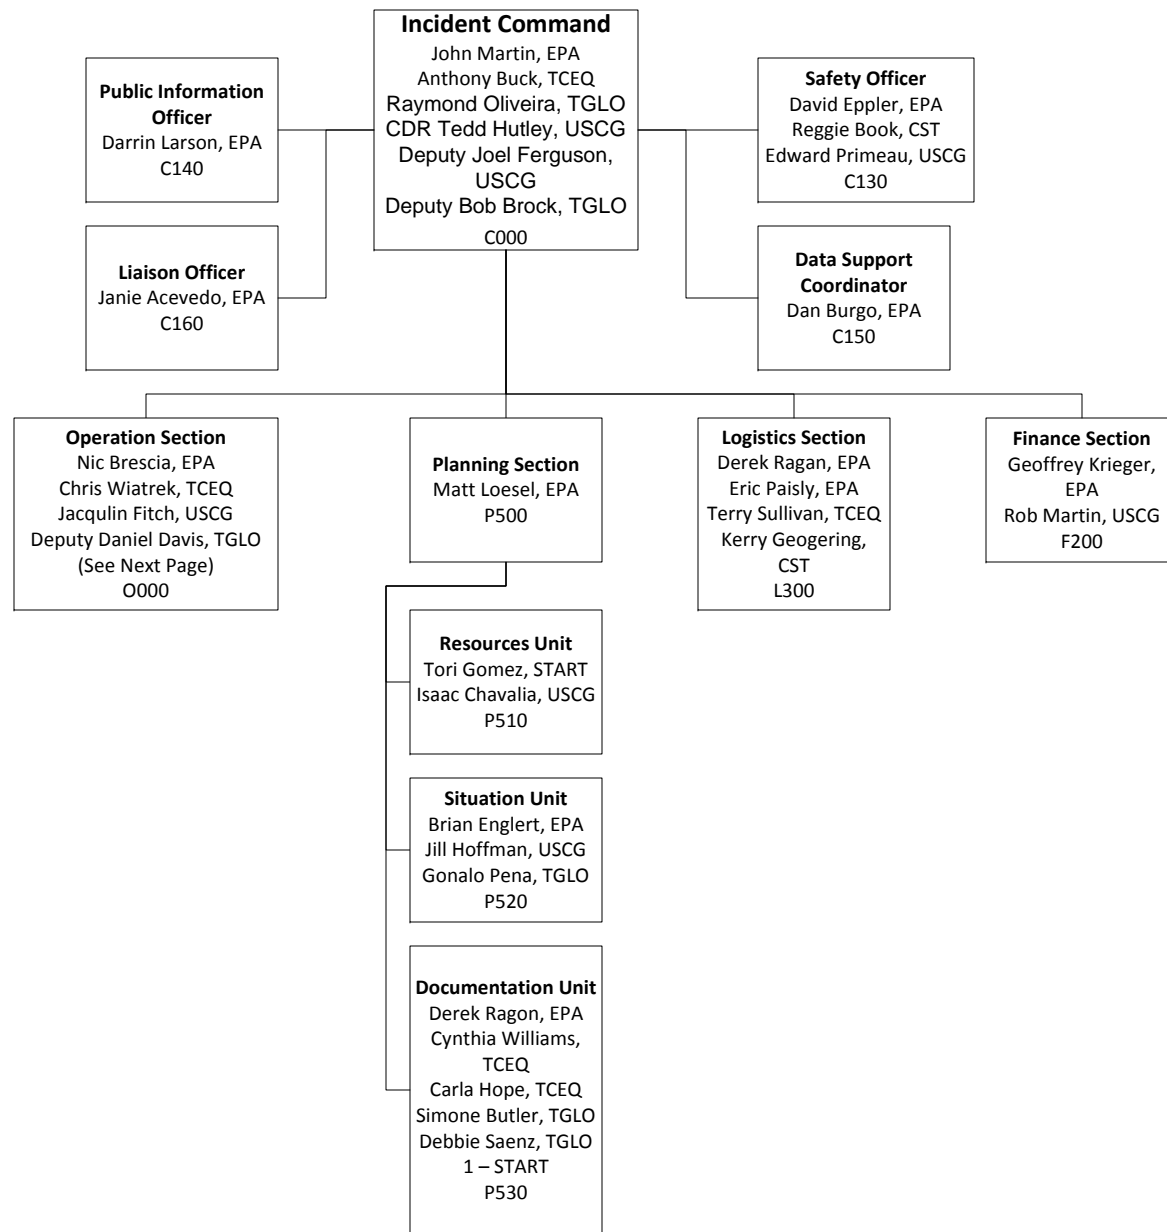 Incident Command
John Martin, EPA
Anthony Buck, TCEQ
Raymond Oliveira, TGLO
CDR Tedd Hutley, USCG
Deputy Joel Ferguson,
USCG
Deputy Bob Brock, TGLO
C000
Public Information
Officer
Darrin Larson, EPA
C140
Safety Officer
David Eppler, EPA
Reggie Book, CST
Edward Primeau, USCG
C130
Liaison Officer
Janie Acevedo, EPA
C160
Data Support
Coordinator
Dan Burgo, EPA
C150
Operation Section
Nic Brescia, EPA
Chris Wiatrek, TCEQ
Jacqulin Fitch, USCG
Deputy Daniel Davis, TGLO
(See Next Page)
O000
Planning Section
Matt Loesel, EPA
P500
Logistics Section
Derek Ragan, EPA
Eric Paisly, EPA
Terry Sullivan, TCEQ
Kerry Geogering,
CST
L300
Finance Section
Geoffrey Krieger,
EPA
Rob Martin, USCG
F200
Resources Unit
Tori Gomez, START
Isaac Chavalia, USCG
P510
Situation Unit
Brian Englert, EPA
Jill Hoffman, USCG
Gonalo Pena, TGLO
P520
Documentation Unit
Derek Ragon, EPA
Cynthia Williams,
TCEQ
Carla Hope, TCEQ
Simone Butler, TGLO
Debbie Saenz, TGLO
1 – START
P530